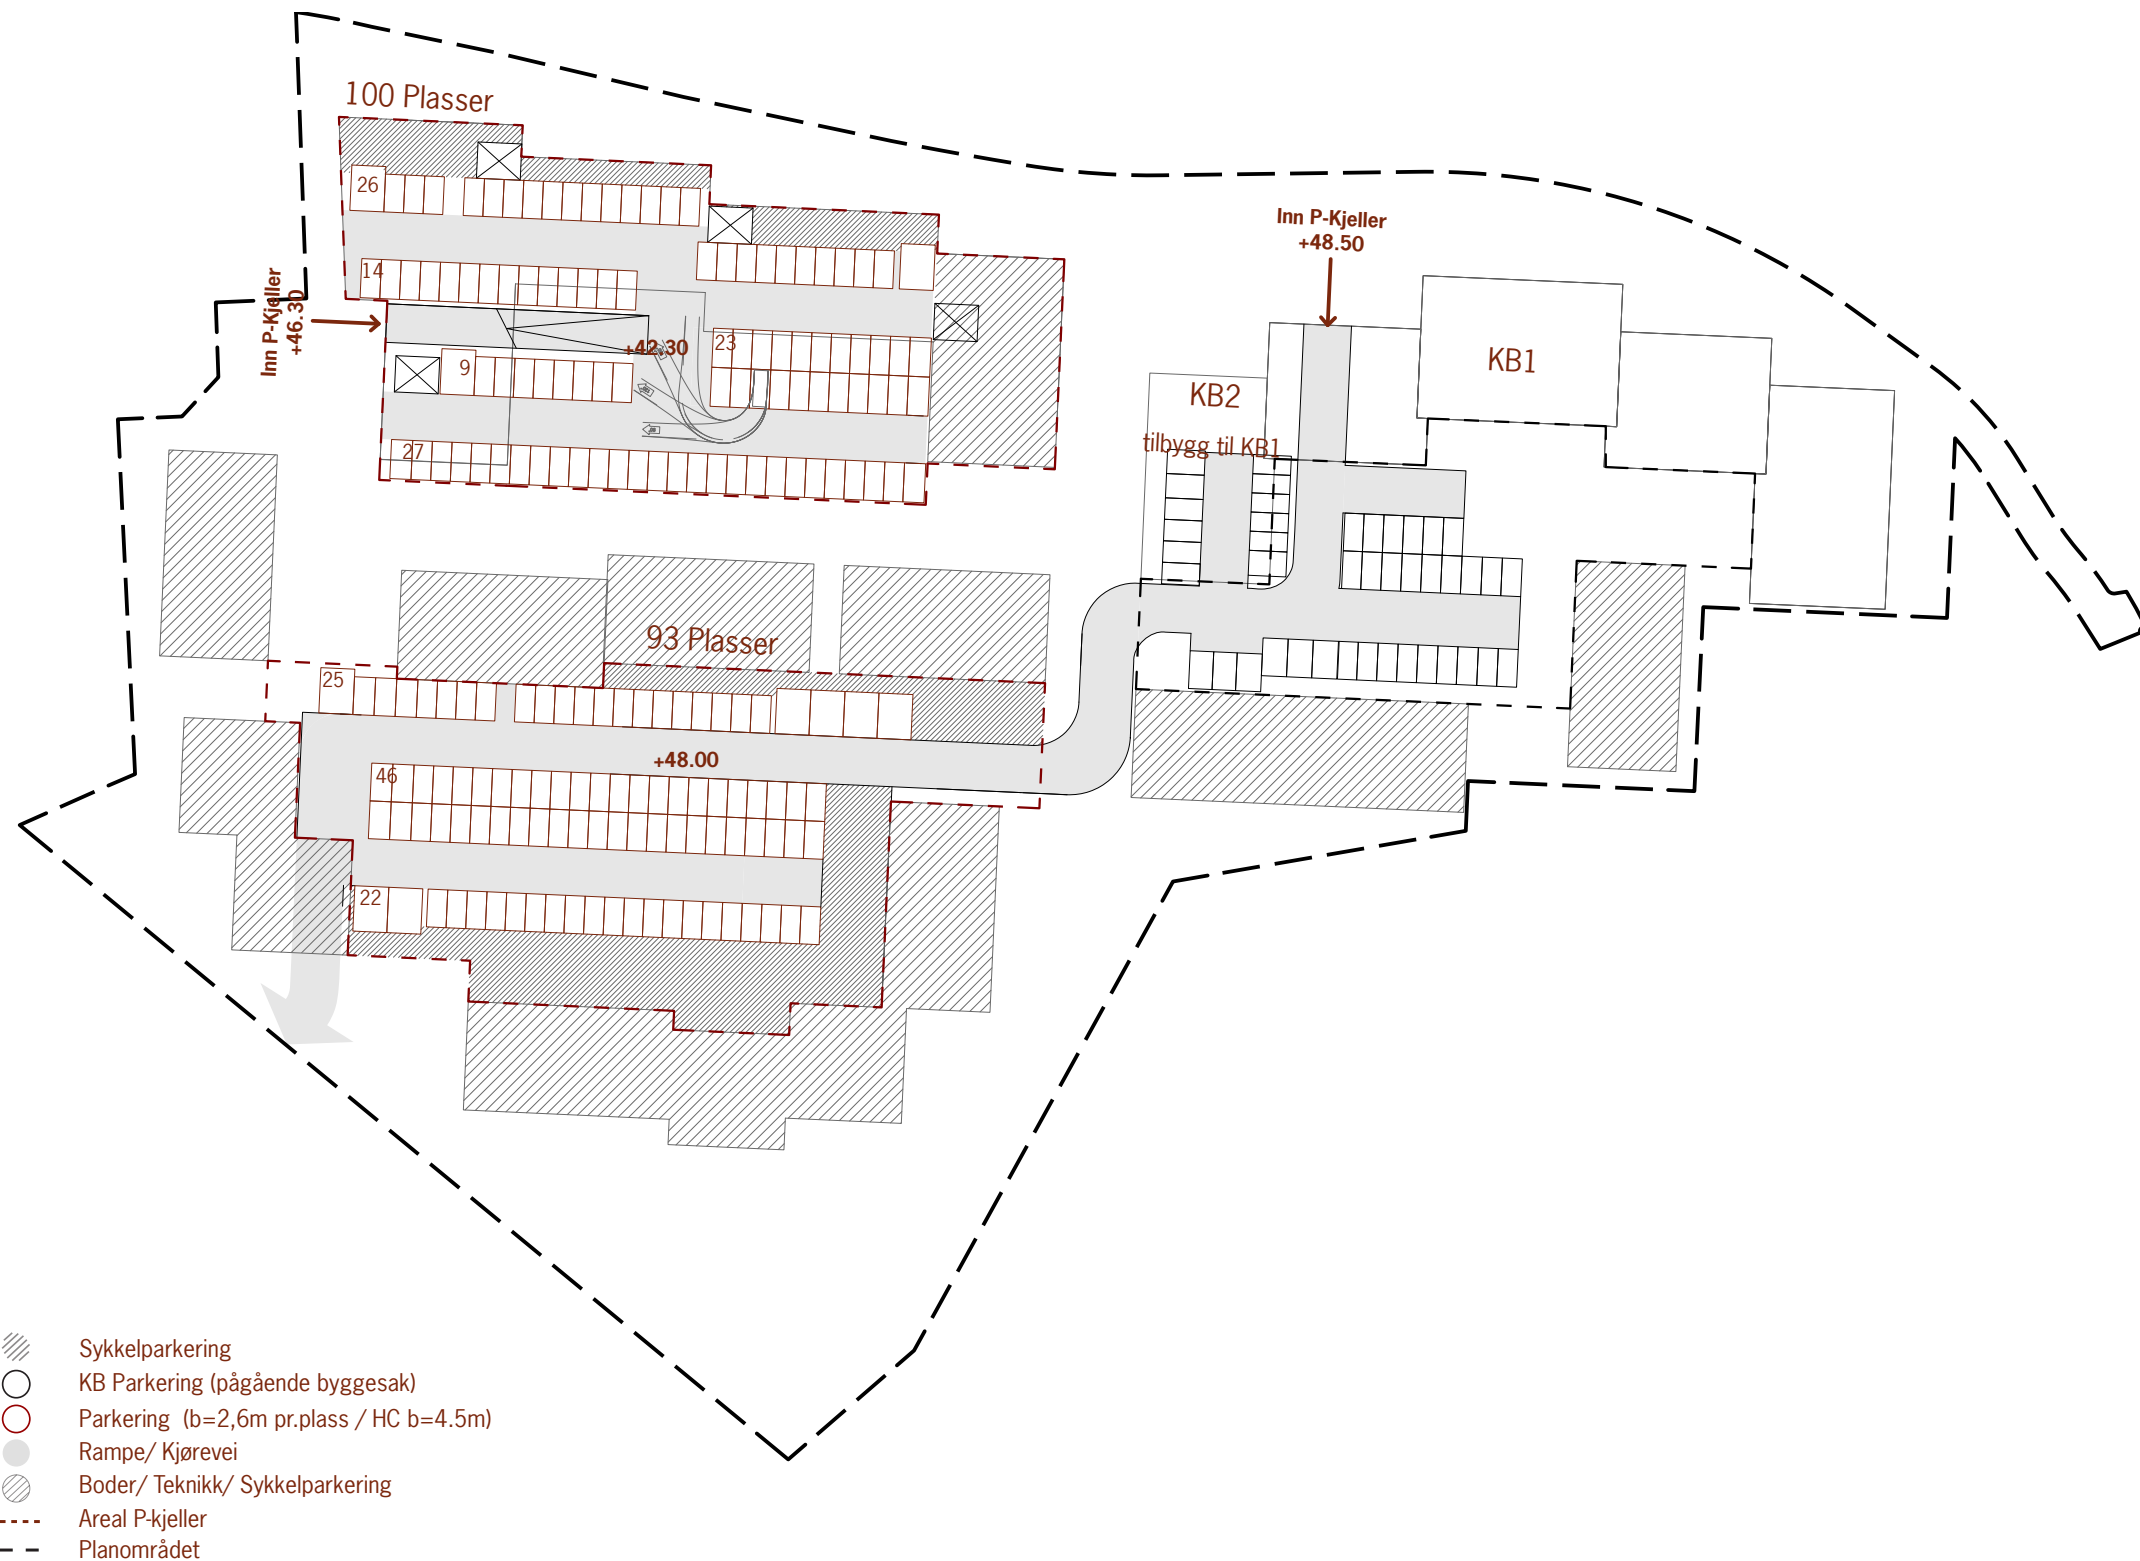 100 Plasser
26
14
Inn P-Kjeller
+46.30
+42.30
23
9
27
Inn P-Kjeller
+48.50
KB1
KB2
tilbygg til KB1
93 Plasser
25
+48.00
46
22
Sykkelparkering
KB Parkering (pågående byggesak)
Parkering (b=2,6m pr.plass / HC b=4.5m)
Rampe/ Kjørevei
Boder/ Teknikk/ Sykkelparkering
Areal P-kjeller
Planområdet